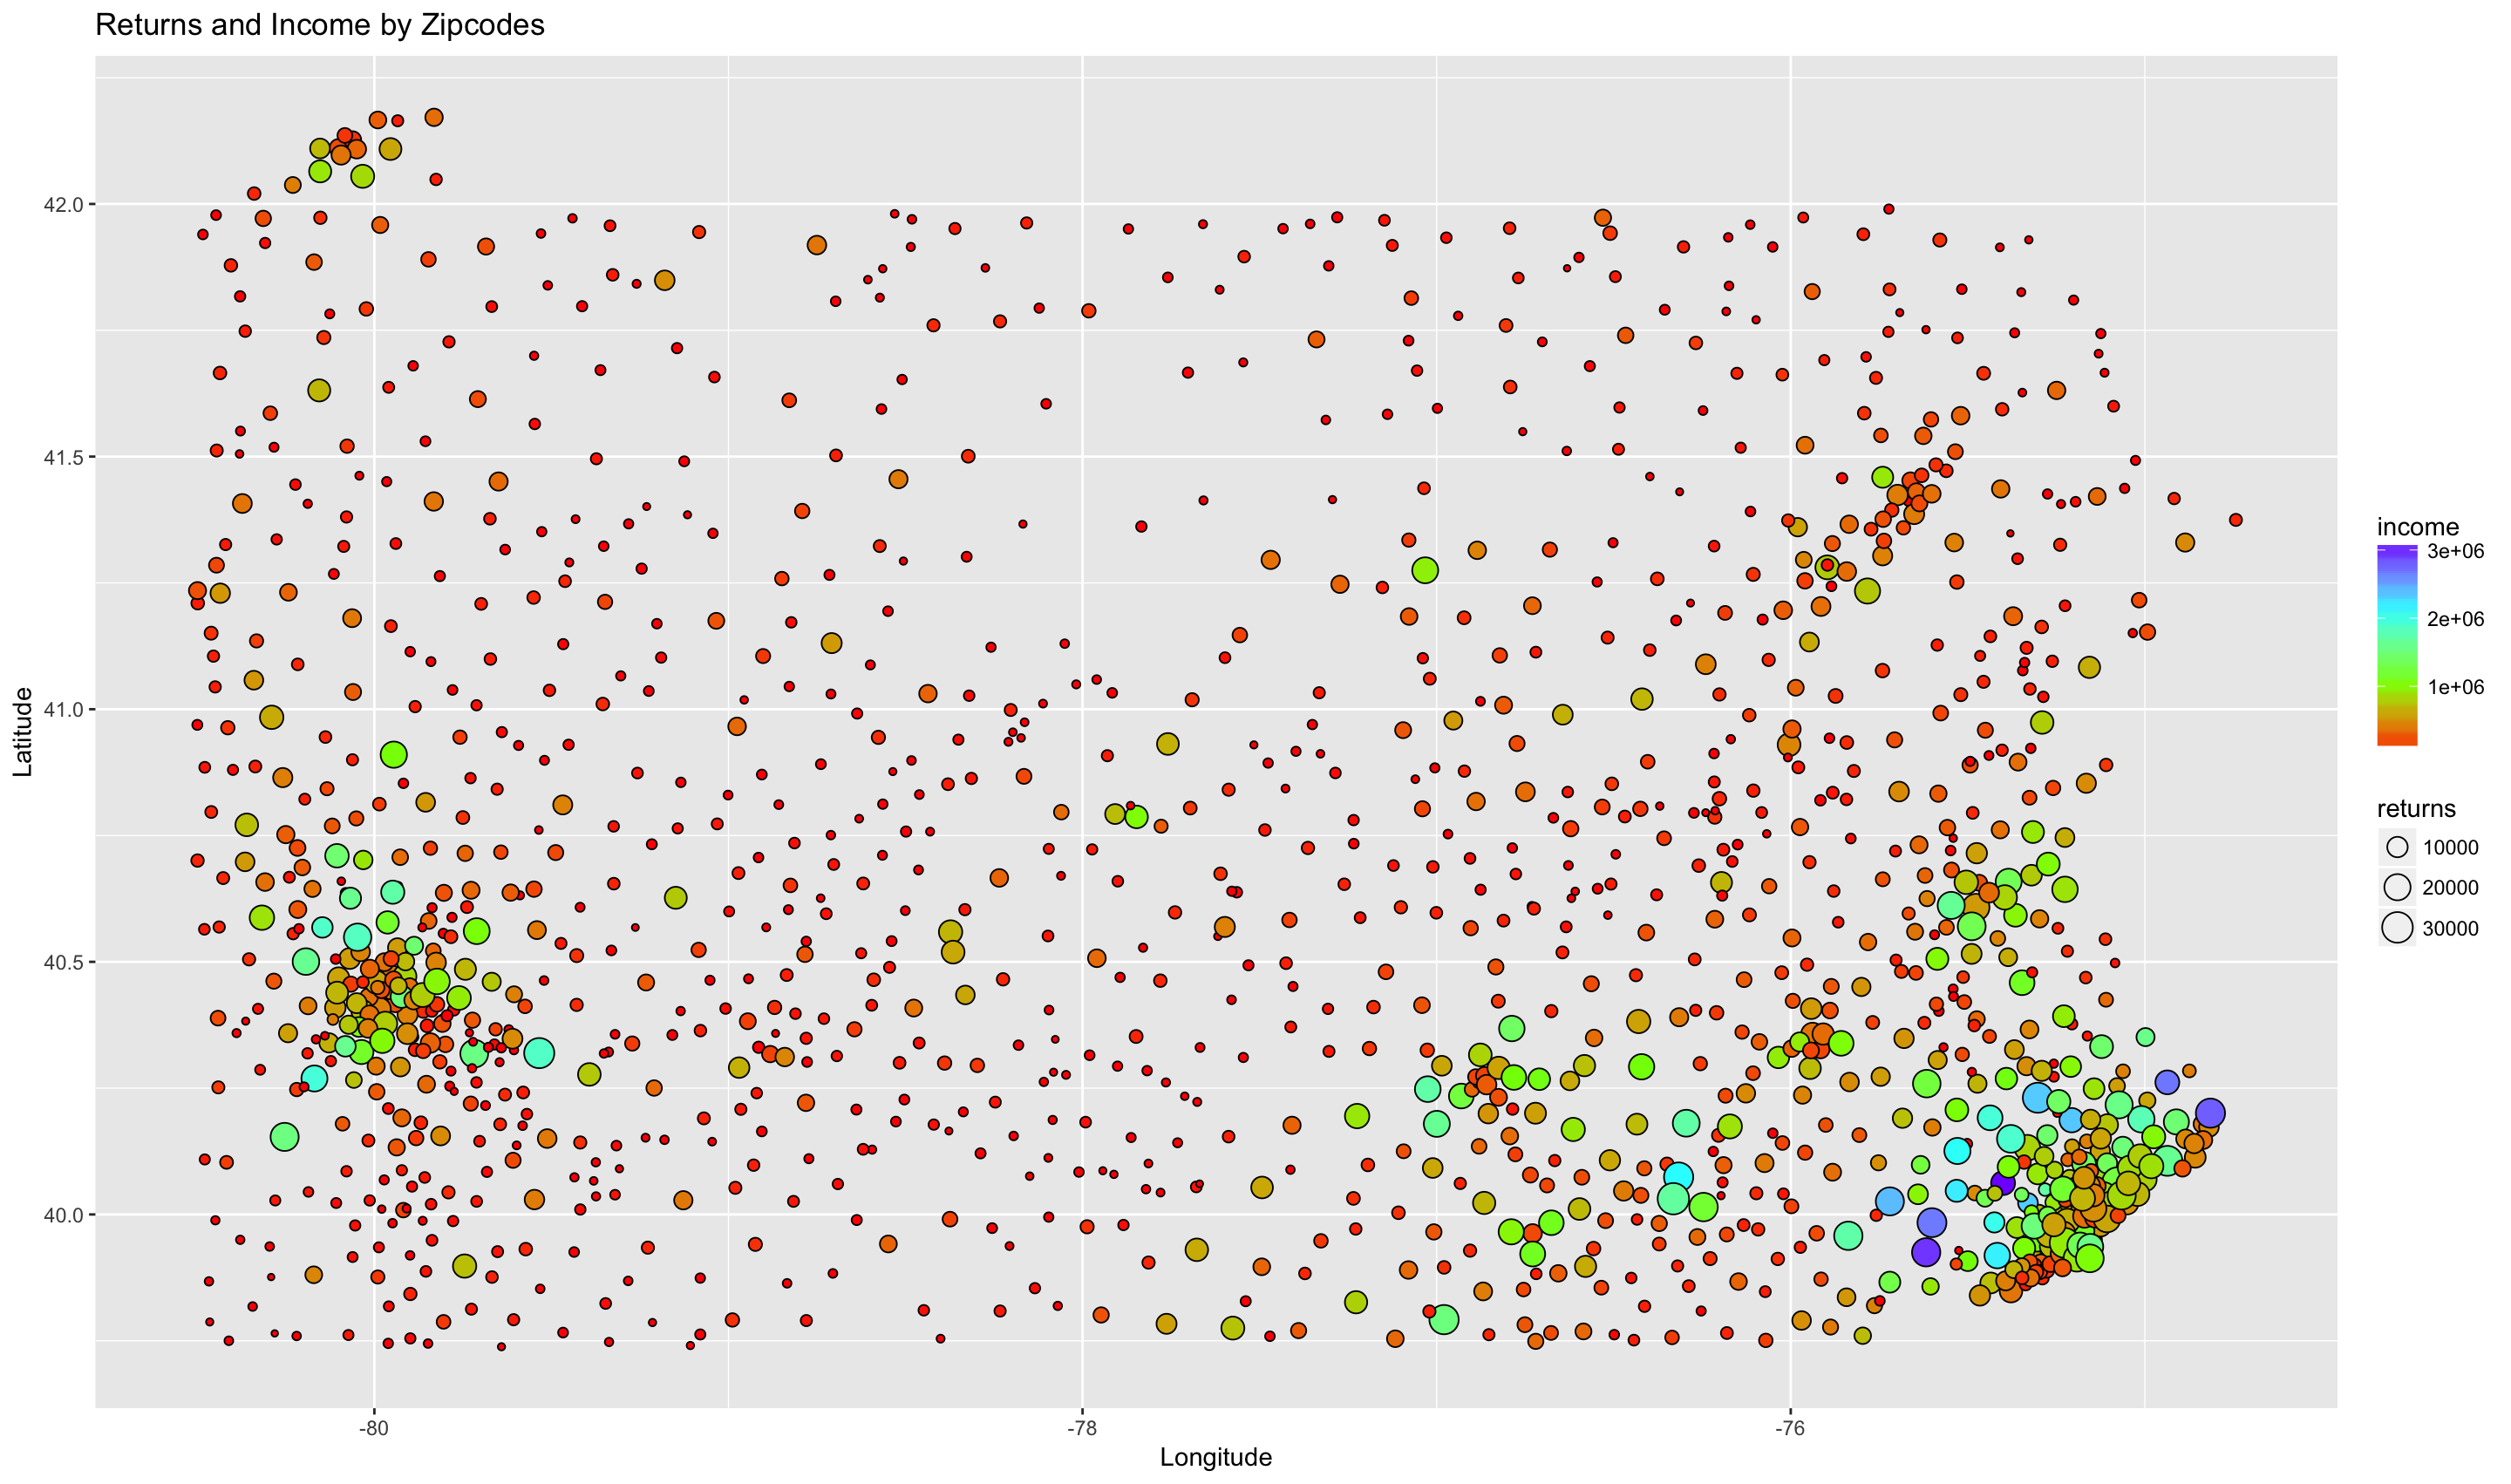 Returns and Income by Zipcodes
42.0
41.5
41.0
40.5
40.0
Latitude
-80
-78
-76
Longitude
income
3e+06
2e+06
1e+06
returns
10000
20000
30000